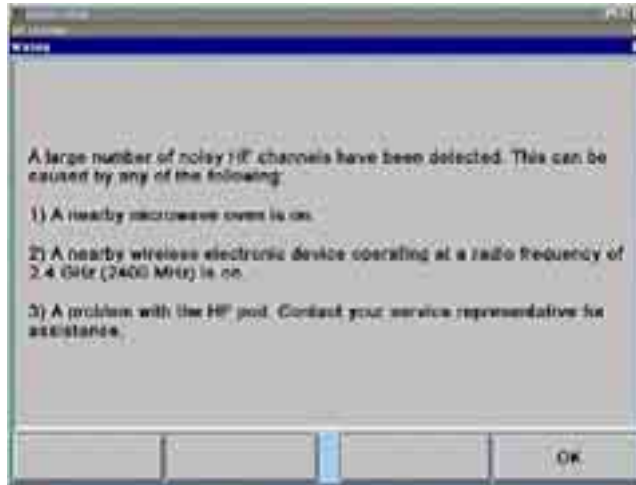 A large number of noisy HF channels have been detected. This can be
caused by any of the following:
1) A nearby microwave oven is on.
2) A nearby wireless electronic device operating at a radio frequency of
2.4 GHz (2400 MHz) is on.
3) A problem with the HF pod. Contact your service representative for
assistance.
OK